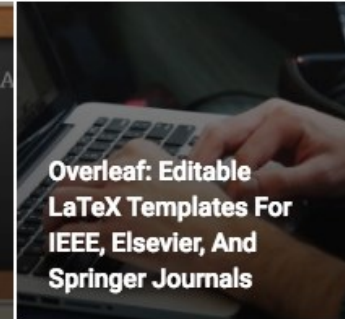 A
Overleaf: Editable
LaTeX Templates For
IEEE, Elsevier, And
Springer Journals